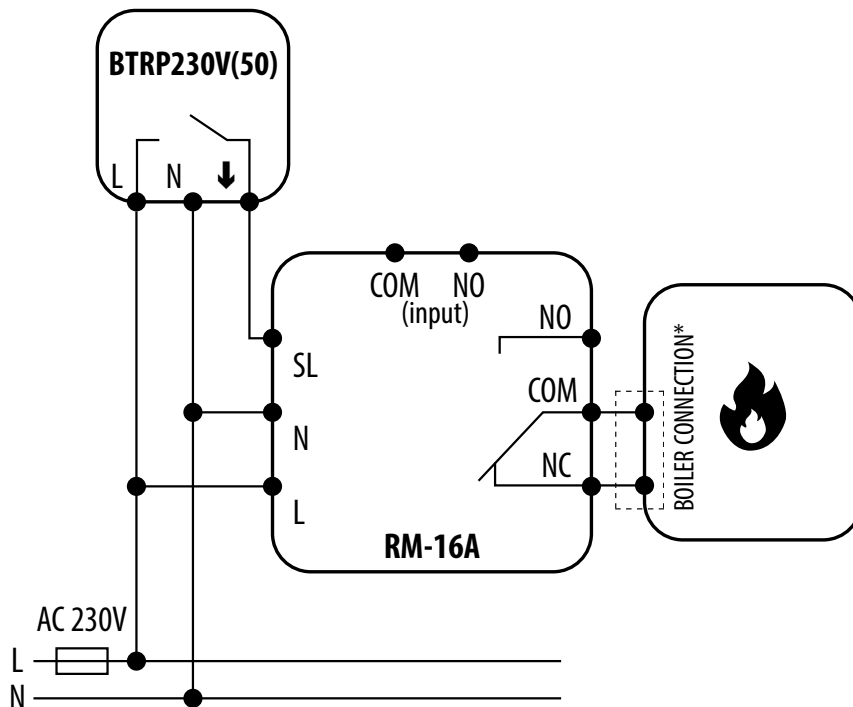 BTRP230V(50)
L N
COM NO
(input)
NO
SL
COM
N
NC
L
RM-16A
BOILER CONNECTION*
AC 230V
L
N